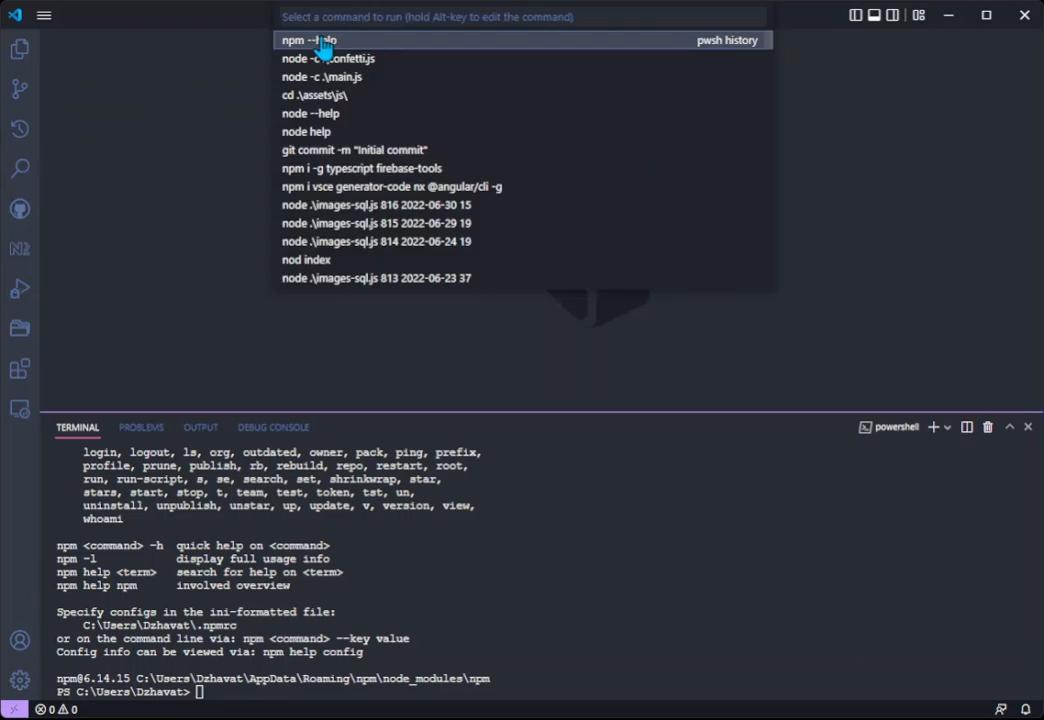 Select a command to run (hold Alt-key to edit the command)
npm --help pwsh history
node -c .\confetti.js
node -c .\main.js
cd .\assets\js\
node --help
node help
git commit -m "Initial commit"
npm i -g typescript firebase-tools
npm i vsce generator-code nx @angular/cli -g
node .\images-sql.js 816 2022-06-30 15
node .\images-sql.js 815 2022-06-29 19
node .\images-sql.js 814 2022-06-24 19
nod index
node .\images-sql.js 813 2022-06-23 37
TERMINAL PROBLEMS OUTPUT DEBUG CONSOLE powershell
login, logout, ls, org, outdated, owner, pack, ping, prefix,
profile, prune, publish, rb, rebuild, repo, restart, root,
run, run-script, s, se, search, set, shrinkwrap, star,
stars, start, stop, t, team, test, token, tst, un,
uninstall, unpublish, unstar, up, update, v, version, view,
whoami
npm <command> -h quick help on <command>
npm -l display full usage info
npm help <term> search for help on <term>
npm help npm involved overview
Specify configs in the ini-formatted file:
C:\Users\Dzhavat\.npmrc
or on the command line via: npm <command> --key value
Config info can be viewed via: npm help config
npm@6.14.15 C:\Users\Dzhavat\AppData\Roaming\npm\node_modules\npm
PS C:\Users\Dzhavat>
0 0